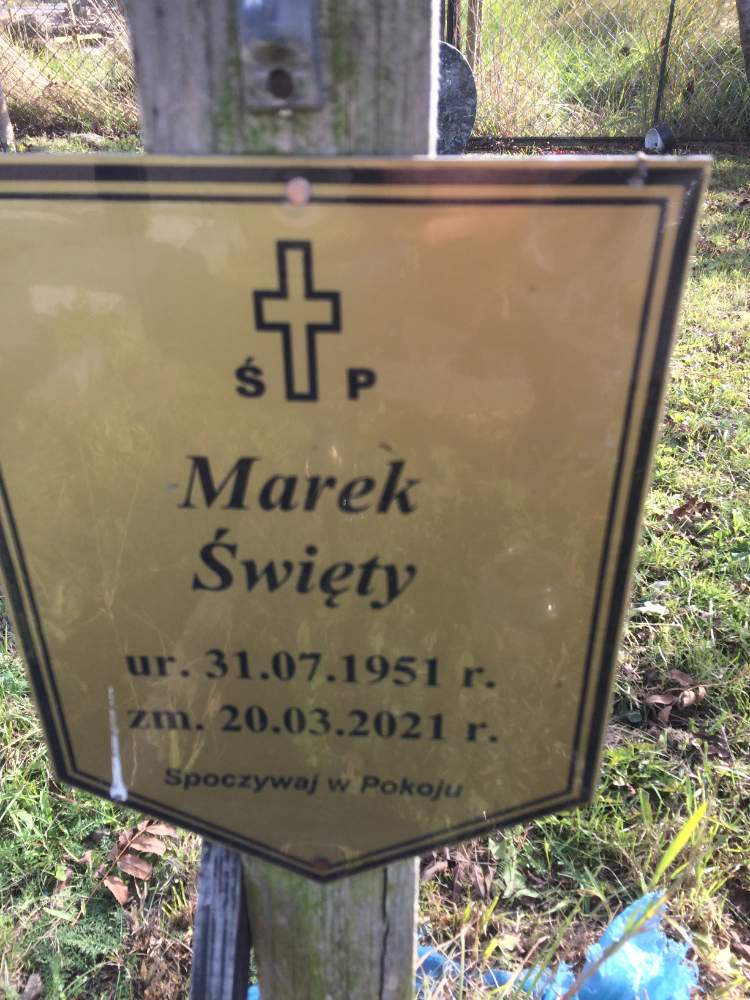 Ś P
Marek
Święty
ur. 31.07.1951 r.
zm. 20.03.2021 r.
Spoczywaj w Pokoju